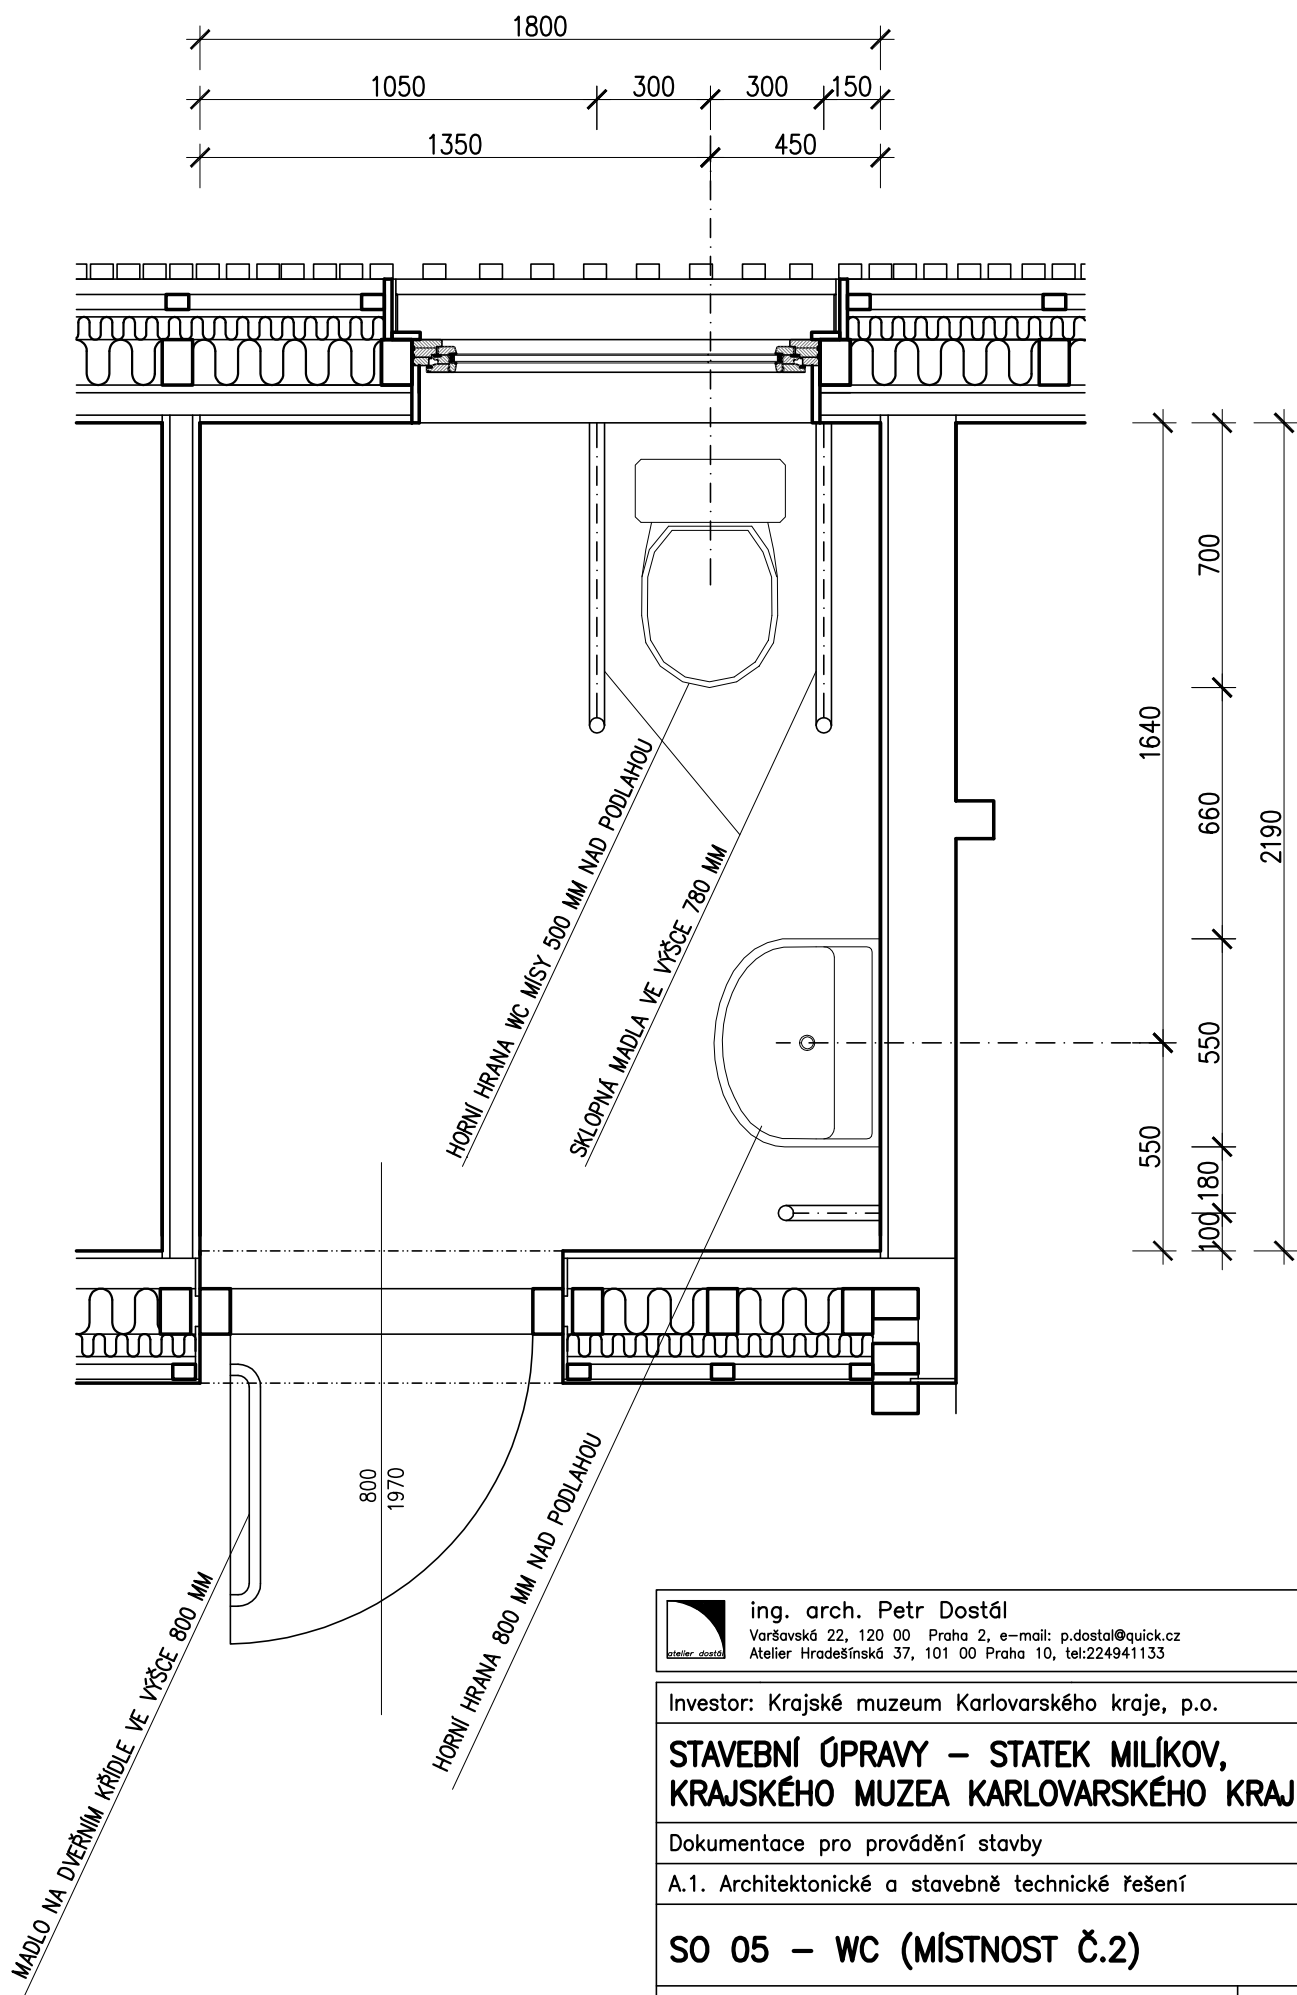 1800
1050
300
300
150
1350
450
700
1640
660
2190
550
550
180
100
HORNÍ HRANA WC MÍSY 500 MM NAD PODLAHOU
SKLOPNÁ MADLA VE VÝŠCE 780 MM
800
1970
HORNÍ HRANA 800 MM NAD PODLAHOU
MADLO NA DVEŘNÍM KŘÍDLE VE VÝŠCE 800 MM
atelier dostál
ing. arch. Petr Dostál
Varšavská 22, 120 00 Praha 2, e-mail: p.dostal@quick.cz
Atelier Hradešínská 37, 101 00 Praha 10, tel:224941133
Investor: Krajské muzeum Karlovarského kraje, p.o.
STAVEBNÍ ÚPRAVY – STATEK MILÍKOV,
KRAJSKÉHO MUZEA KARLOVARSKÉHO KRAJ
Dokumentace pro provádění stavby
A.1. Architektonické a stavebně technické řešení
SO 05 – WC (MÍSTNOST Č.2)